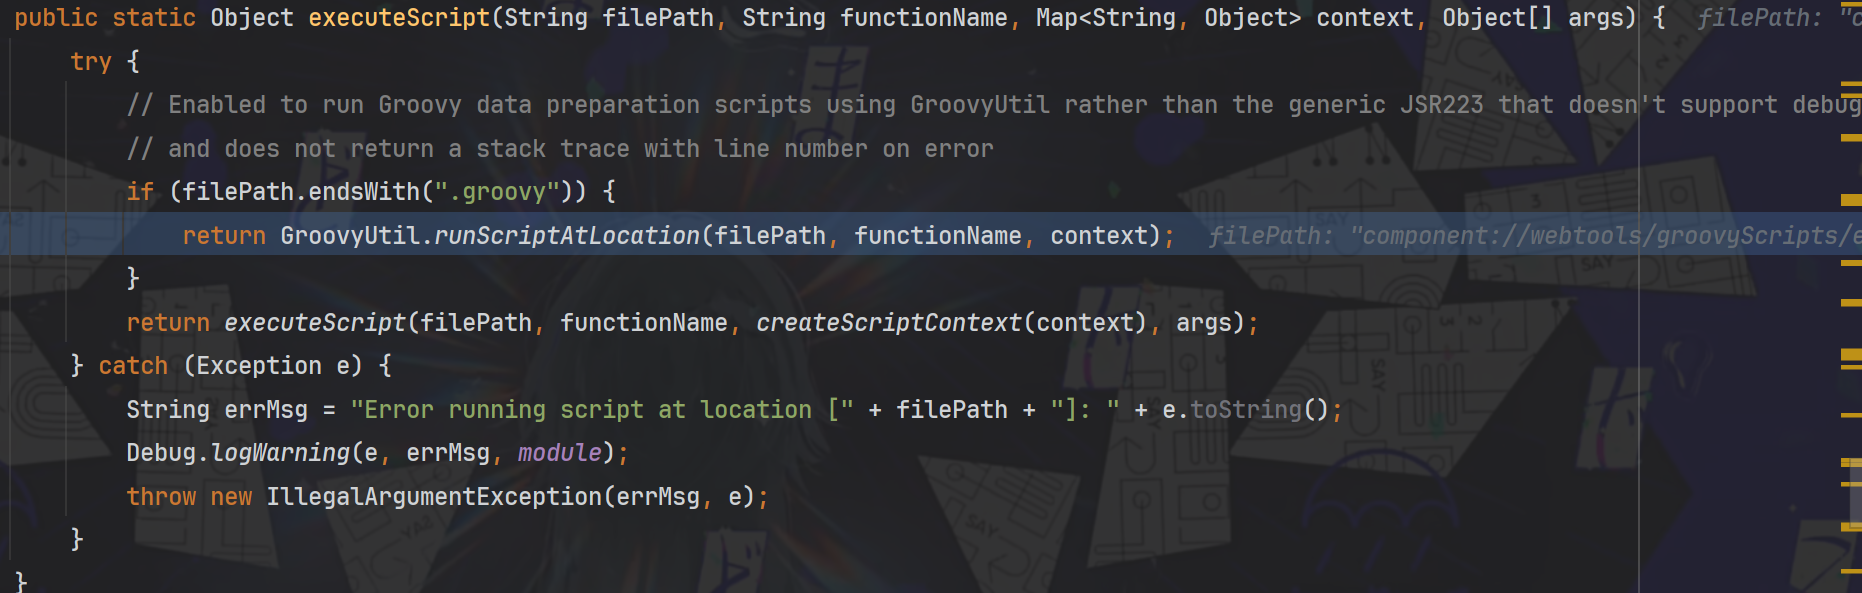 public static Object executeScript(String filePath, String functionName, Map<String, Object> context, Object[] args) {  filePath: "c
try {
// Enabled to run Groovy data preparation scripts using GroovyUtil rather than the generic JSR223 that doesn't support debug
// and does not return a stack trace with line number on error
if (filePath.endsWith(".groovy")) {
return GroovyUtil.runScriptAtLocation(filePath, functionName, context);  filePath: "component://webtools/groovyScripts/e
}
return executeScript(filePath, functionName, createScriptContext(context), args);
} catch (Exception e) {
String errMsg = "Error running script at location [" + filePath + "]: " + e.toString();
Debug.logWarning(e, errMsg, module);
throw new IllegalArgumentException(errMsg, e);
}
}